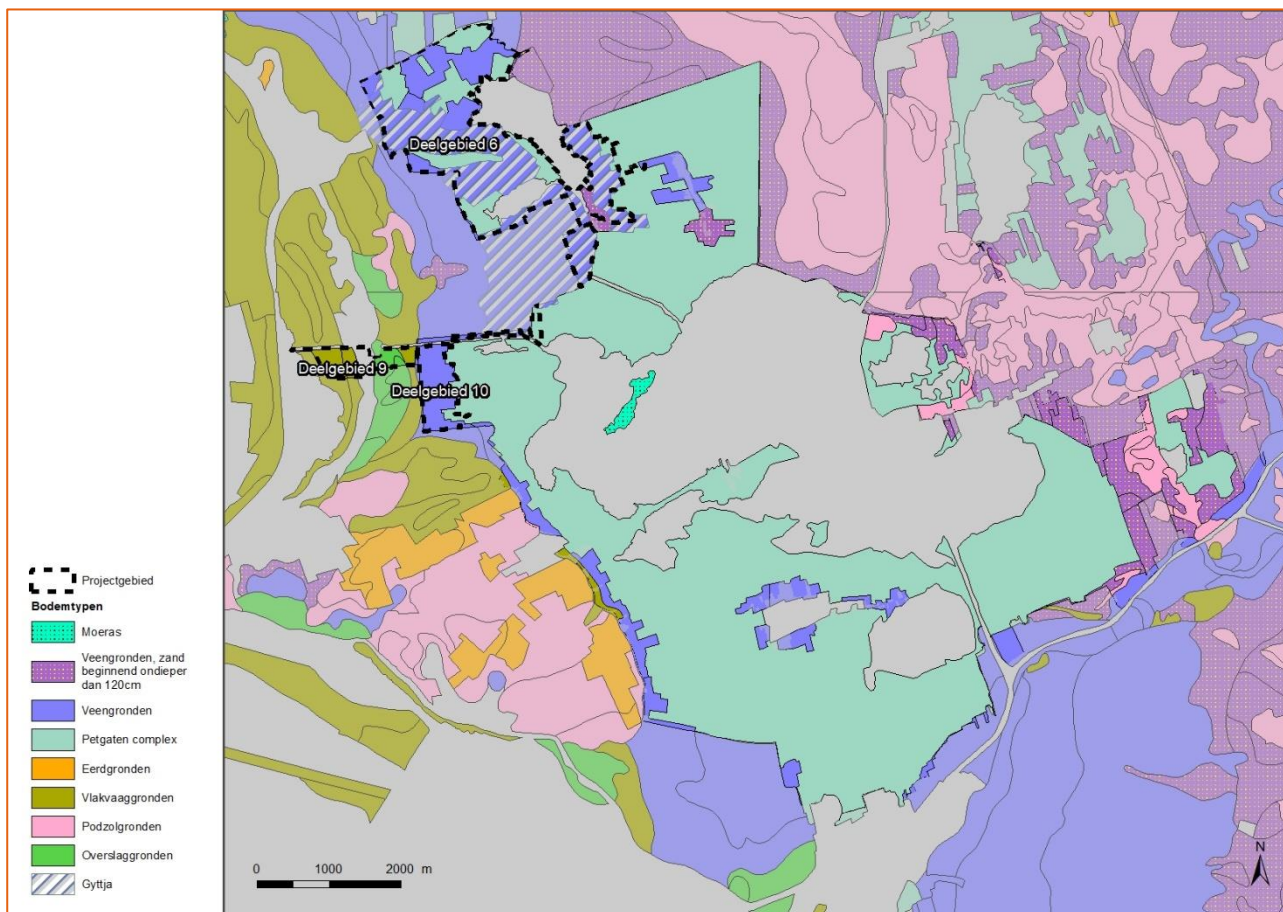 Deelgebied 6
Deelgebied 9
Deelgebied 10
Projectgebied
Bodemtypen
Moeras
Veengronden, zand
beginnend ondieper
dan 120cm
Veengronden
Petgaten complex
Eerdgronden
Vlakvaaggronden
Podzolgronden
Overslaggronden
Gyttja
0 1000 2000 m
N